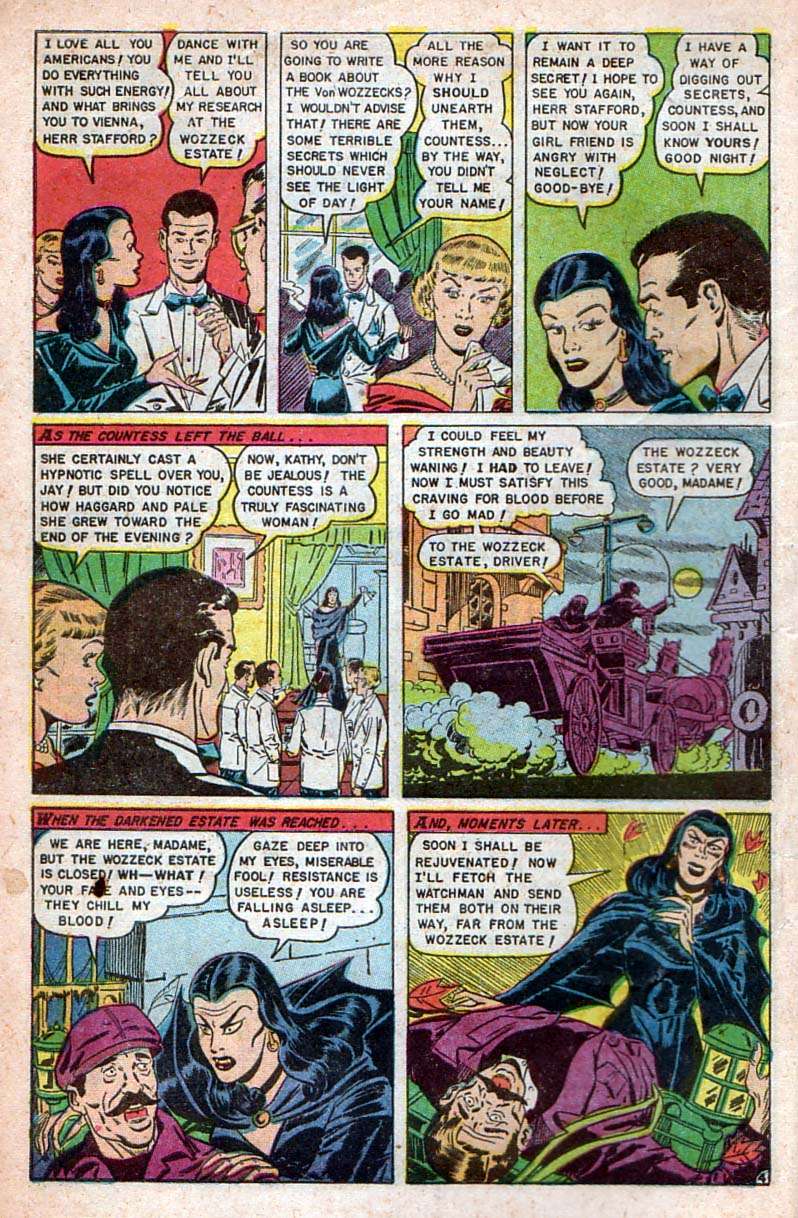 I LOVE ALL YOU
AMERICANS! YOU
DO EVERYTHING
WITH SUCH ENERGY!
AND WHAT BRINGS
YOU TO VIENNA,
HERR STAFFORD?
DANCE WITH
ME AND I'LL
TELL YOU
ALL ABOUT
MY RESEARCH
AT THE
WOZZECK
ESTATE!
SO YOU ARE
GOING TO WRITE
A BOOK ABOUT
THE Von WOZZECKS?
I WOULDN'T ADVISE
THAT! THERE ARE
SOME TERRIBLE
SECRETS WHICH
SHOULD NEVER
SEE THE LIGHT
OF DAY!
ALL THE
MORE REASON
WHY I
SHOULD
UNEARTH
THEM,
COUNTESS...
BY THE WAY,
YOU DIDN'T
TELL ME
YOUR NAME!
I WANT IT TO
REMAIN A DEEP
SECRET! I HOPE TO
SEE YOU AGAIN,
HERR STAFFORD,
BUT NOW YOUR
GIRL FRIEND IS
ANGRY WITH
NEGLECT!
GOOD-BYE!
I HAVE A
WAY OF
DIGGING OUT
SECRETS,
COUNTESS, AND
SOON I SHALL
KNOW YOURS!
GOOD NIGHT!
AS THE COUNTESS LEFT THE BALL...
SHE CERTAINLY CAST A
HYPNOTIC SPELL OVER YOU,
JAY! BUT DID YOU NOTICE
HOW HAGGARD AND PALE
SHE GREW TOWARD THE
END OF THE EVENING?
NOW, KATHY, DON'T
BE JEALOUS! THE
COUNTESS IS A
TRULY FASCINATING
WOMAN!
I COULD FEEL MY
STRENGTH AND BEAUTY
WANING! I HAD TO LEAVE!
NOW I MUST SATISFY THIS
CRAVING FOR BLOOD BEFORE
I GO MAD!
TO THE WOZZECK
ESTATE, DRIVER!
THE WOZZECK
ESTATE? VERY
GOOD, MADAME!
WHEN THE DARKENED ESTATE WAS REACHED...
WE ARE HERE, MADAME,
BUT THE WOZZECK ESTATE
IS CLOSED! WH-WHAT!
YOUR FACE AND EYES--
THEY CHILL MY
BLOOD!
GAZE DEEP INTO
MY EYES, MISERABLE
FOOL! RESISTANCE IS
USELESS! YOU ARE
FALLING ASLEEP...
ASLEEP!
AND, MOMENTS LATER...
SOON I SHALL BE
REJUVENATED! NOW
I'LL FETCH THE
WATCHMAN AND SEND
THEM BOTH ON THEIR
WAY, FAR FROM THE
WOZZECK ESTATE!
4